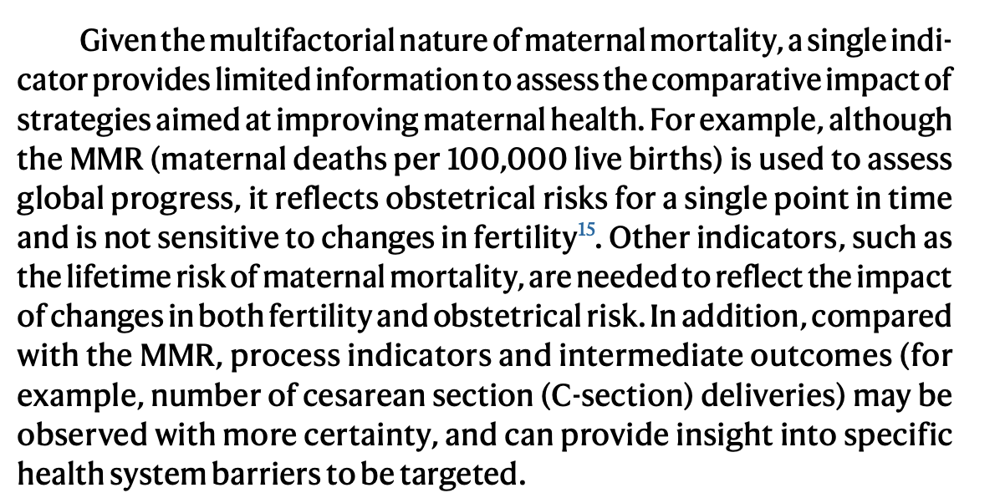 Given the multifactorial nature of maternal mortality, a single indi-
cator provides limited information to assess the comparative impact of
strategies aimed at improving maternal health. For example, although
the MMR (maternal deaths per 100,000 live births) is used to assess
global progress, it reflects obstetrical risks for a single point in time
and is not sensitive to changes in fertility15. Other indicators, such as
the lifetime risk of maternal mortality, are needed to reflect the impact
of changes in both fertility and obstetrical risk. In addition, compared
with the MMR, process indicators and intermediate outcomes (for
example, number of cesarean section (C-section) deliveries) may be
observed with more certainty, and can provide insight into specific
health system barriers to be targeted.